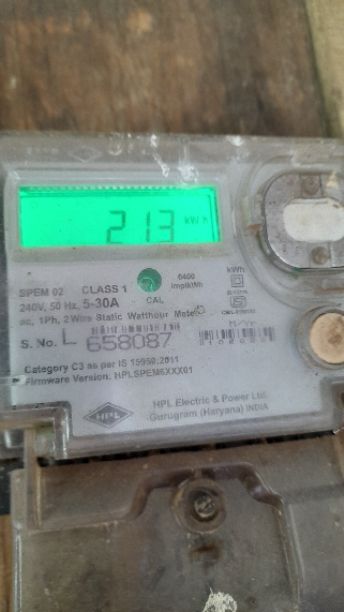 213 kWh
SPEM 02 CLASS 1
240V, 50 Hz, 5-30A
CAL
6400
imp/kWh
kWh
ac, 1Ph, 2 Wire Static Watthour Meter
M/Yr.
S. No. L 658087
Category C3 as per IS 15959:2011
Firmware Version: HPLSPEM6XXX01
HPL
HPL Electric & Power Ltd.
Gurugram (Haryana) INDIA